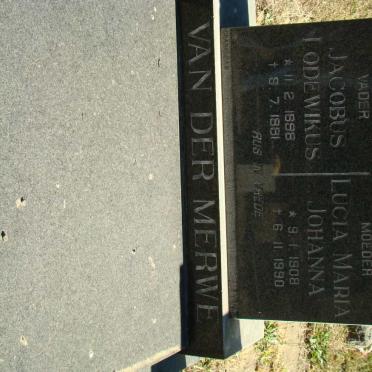 VADER
JACOBUS
LODEWIKUS
* 11 2 1888
+ 8 7 1981
MOEDER
LUCIA MARIA
JOHANNA
* 9 1 1908
+ 6 11 1990
RUS IN VREDE
VAN DER MERWE